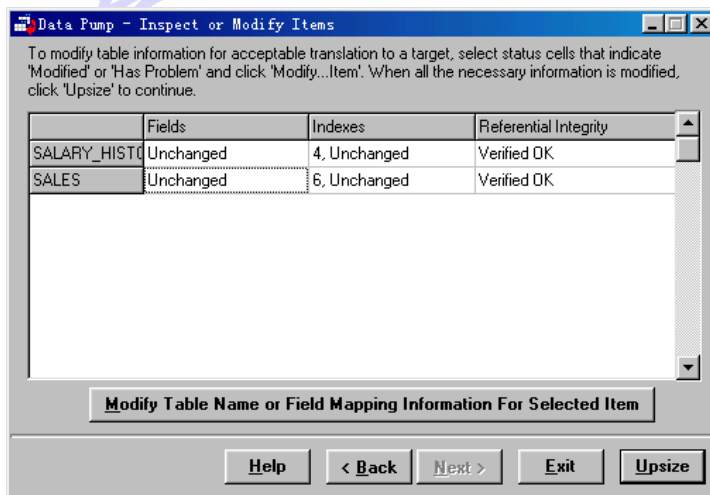 Data Pump - Inspect or Modify Items
To modify table information for acceptable translation to a target, select status cells that indicate
'Modified' or 'Has Problem' and click 'Modify...Item'. When all the necessary information is modified,
click 'Upsize' to continue.
Fields Indexes Referential Integrity
SALARY_HISTO Unchanged 4, Unchanged Verified OK
SALES Unchanged 6, Unchanged Verified OK
Modify Table Name or Field Mapping Information For Selected Item
Help < Back Next > Exit Upsize